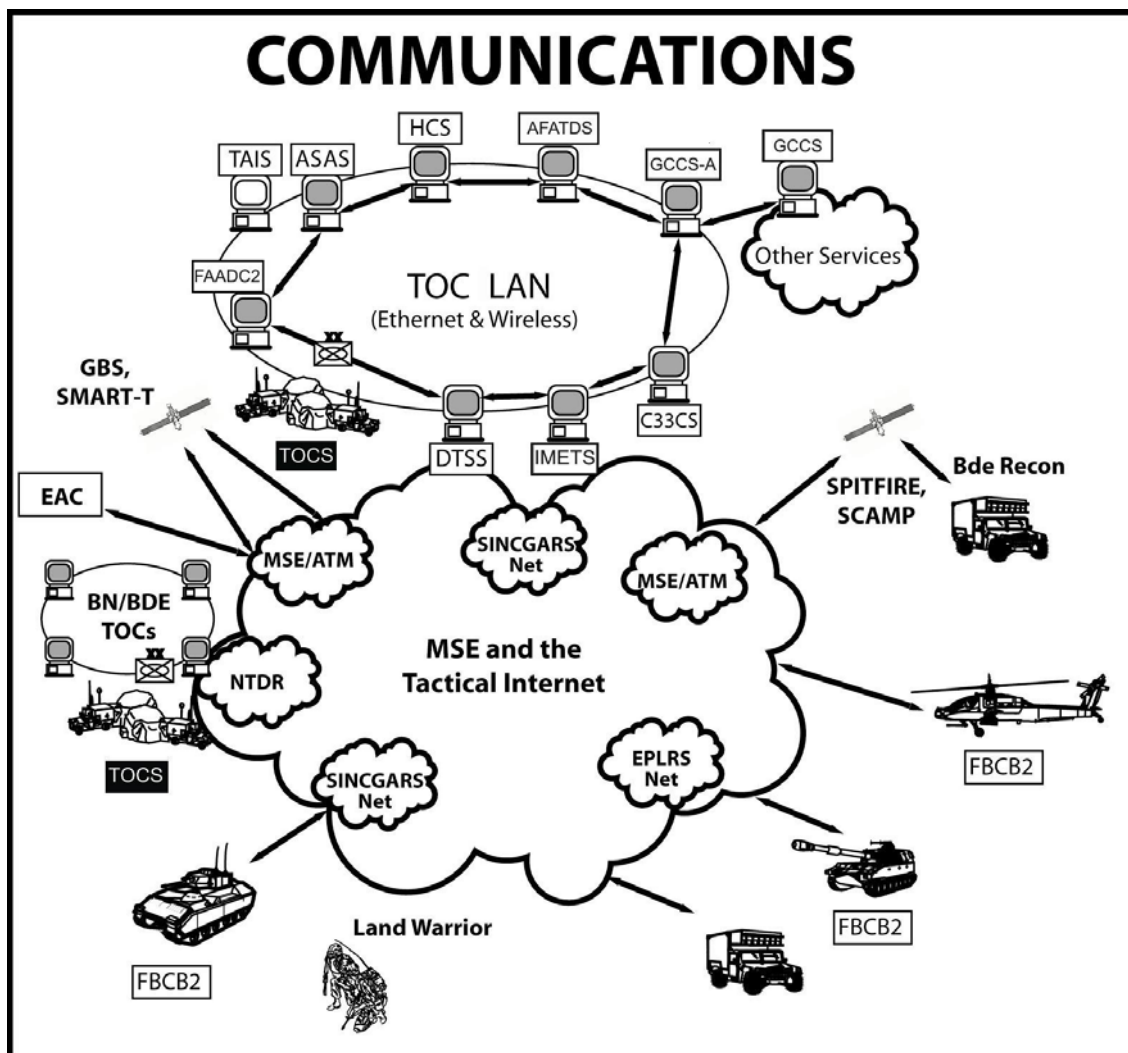 COMMUNICATIONS
HCS
AFATDS
TAIS
ASAS
GCCS-A
GCCS
Other Services
FAADC2
TOC LAN
(Ethernet & Wireless)
XX
GBS,
SMART-T
TOCS
DTSS
IMETS
C33CS
SPITFIRE,
SCAMP
Bde Recon
EAC
MSE/ATM
SINCGARS
Net
MSE/ATM
BN/BDE
TOCs
XX
NTDR
MSE and the
Tactical Internet
TOCS
SINCGARS
Net
EPLRS
Net
FBCB2
FBCB2
Land Warrior
FBCB2